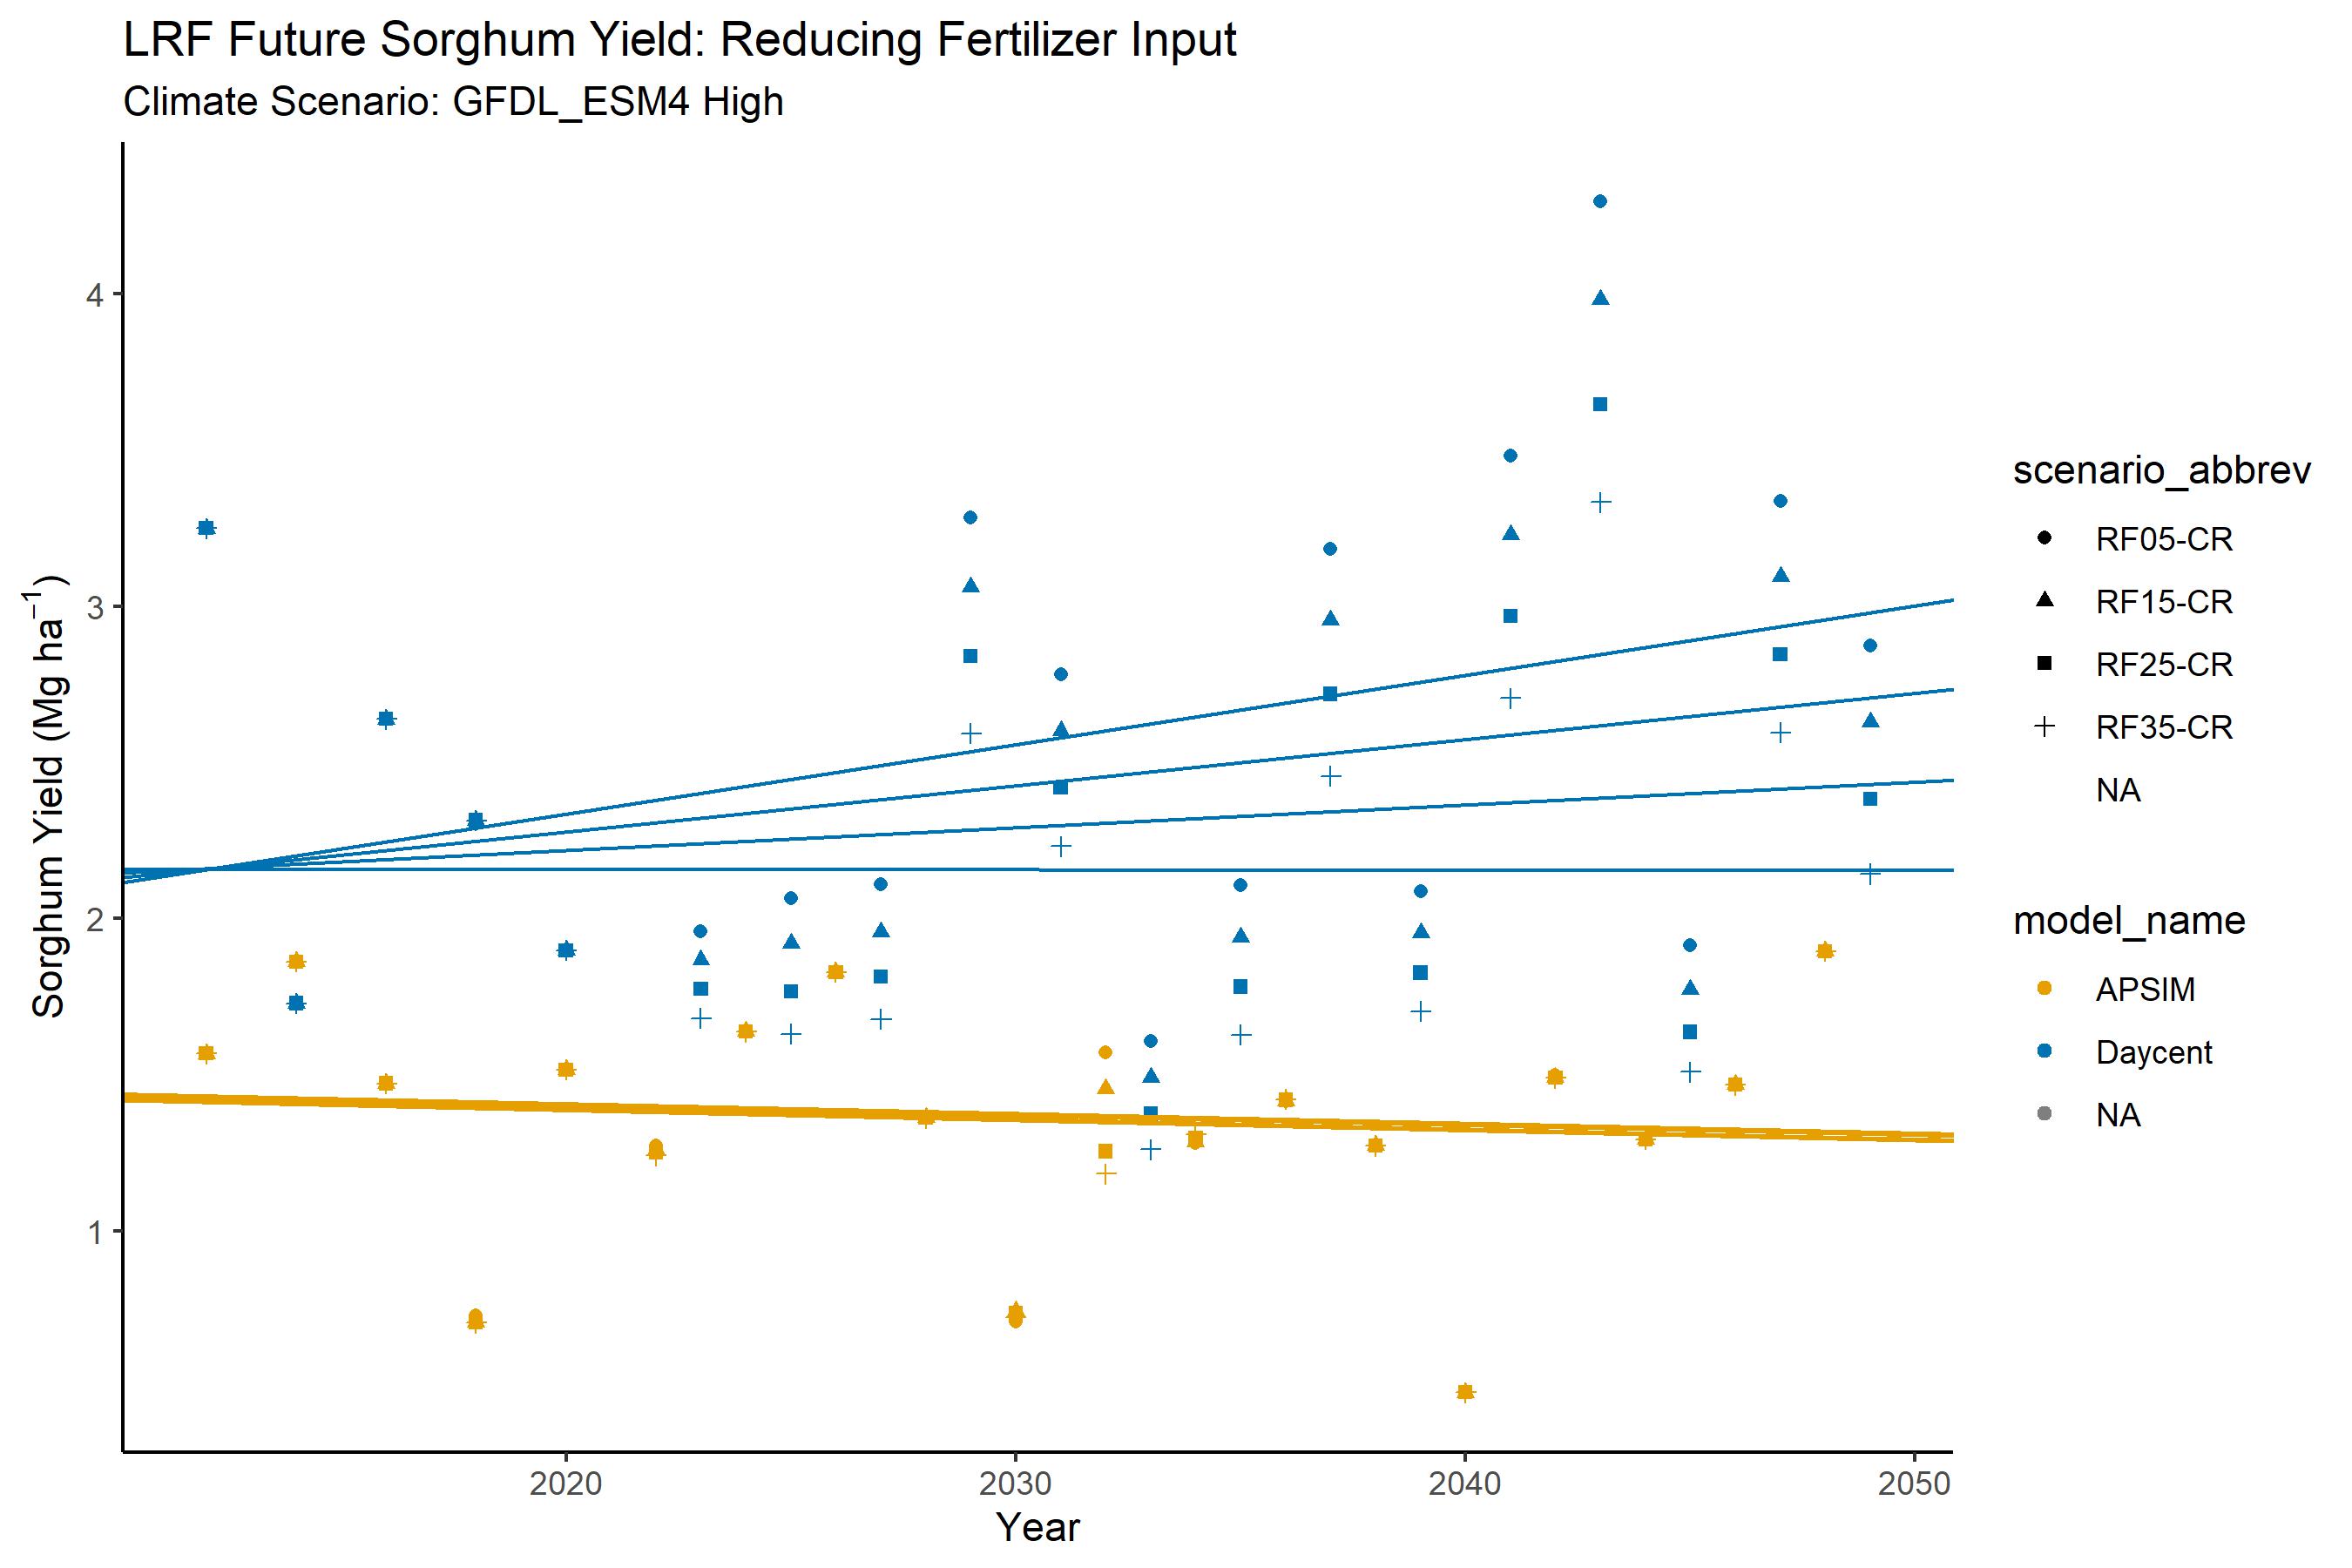 LRF Future Sorghum Yield: Reducing Fertilizer Input
Climate Scenario: GFDL_ESM4 High
Sorghum Yield (Mg ha⁻¹)
4
3
2
1
2020
2030
2040
2050
Year
scenario_abbrev
RF05-CR
RF15-CR
RF25-CR
RF35-CR
NA
model_name
APSIM
Daycent
NA